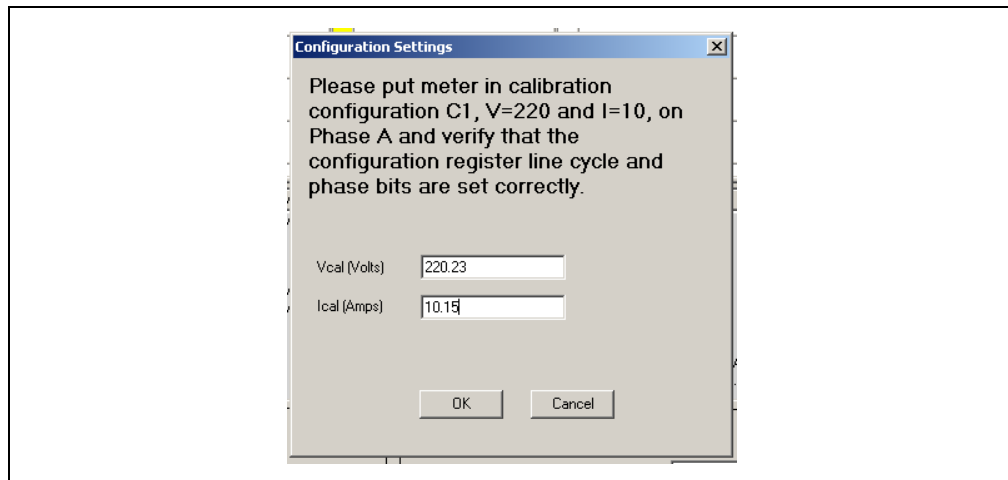 Configuration Settings
Please put meter in calibration
configuration C1, V=220 and I=10, on
Phase A and verify that the
configuration register line cycle and
phase bits are set correctly.
Vcal (Volts) 220.23
Ical (Amps) 10.15
OK Cancel